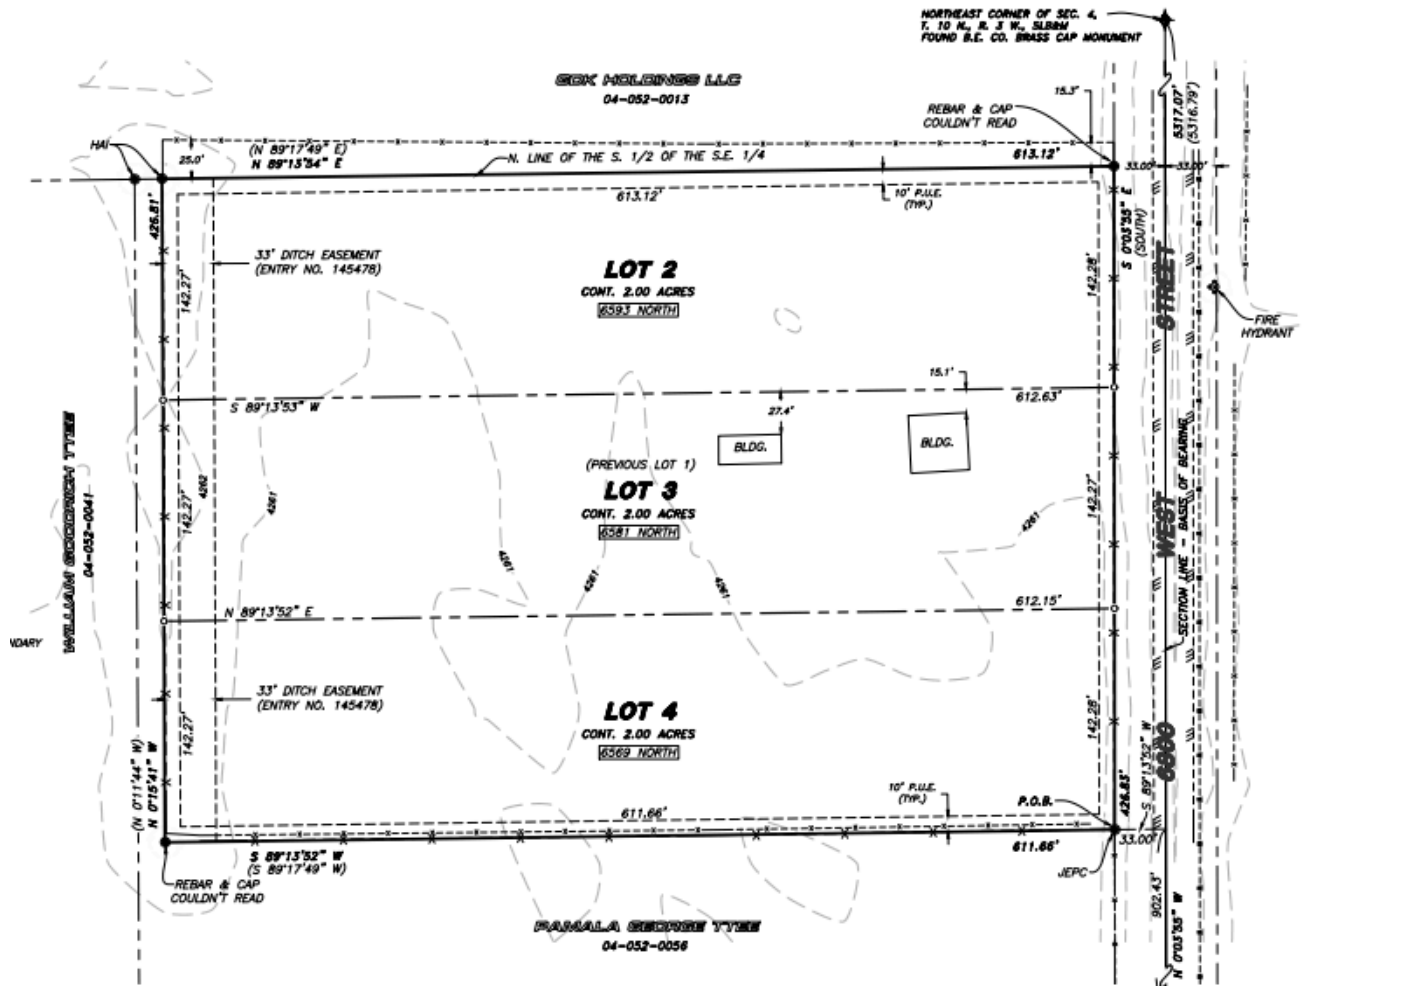 NORTHEAST CORNER OF SEC. 4,
T. 10 N., R. 3 W., SLB&M
FOUND B.E. CO. BRASS CAP MONUMENT
GDK HOLDINGS LLC
04-052-0013
15.3'
REBAR & CAP
COULDN'T READ
5317.07'
(5316.79')
HAI
25.0'
(N 89°17'49" E)
N 89°13'54" E
N. LINE OF THE S. 1/2 OF THE S.E. 1/4
613.12'
33.00'
33.00'
613.12'
10' P.U.E.
(TYP.)
426.81'
S 0°03'55" E
(SOUTH)
33' DITCH EASEMENT
(ENTRY NO. 145478)
142.27'
LOT 2
CONT. 2.00 ACRES
6593 NORTH
142.28'
FIRE
HYDRANT
15.1'
S 89°13'53" W
27.4'
612.63'
BLDG.
BLDG.
(PREVIOUS LOT 1)
LOT 3
CONT. 2.00 ACRES
6581 NORTH
142.27'
4262
4261
4261
4261
4261
4261
142.27'
WILLIAM GOODRICH TTEE
04-052-0041
6800 WEST STREET
SECTION LINE - BASIS OF BEARING
NDARY
N 89°13'52" E
612.15'
33' DITCH EASEMENT
(ENTRY NO. 145478)
142.27'
LOT 4
CONT. 2.00 ACRES
6569 NORTH
142.28'
(N 0°11'44" W)
N 0°15'41" W
10' P.U.E.
(TYP.)
P.O.B.
426.83'
S 89°13'52" W
611.66'
611.66'
33.00'
S 89°13'52" W
(S 89°17'49" W)
JEPC
REBAR & CAP
COULDN'T READ
902.43'
N 0°03'55" W
PAMALA GEORGE TTEE
04-052-0056